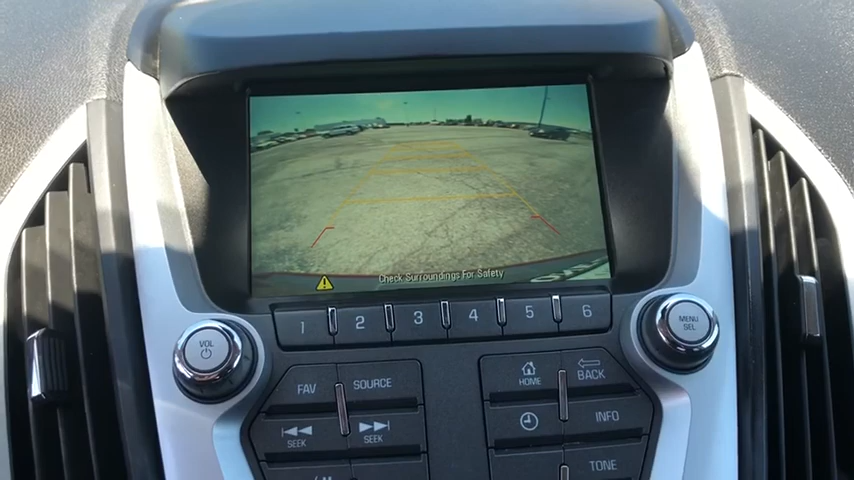 Check Surroundings For Safety
1 2 3 4 5 6
VOL
MENU
SEL
FAV SOURCE
HOME
BACK
SEEK SEEK
INFO
TONE